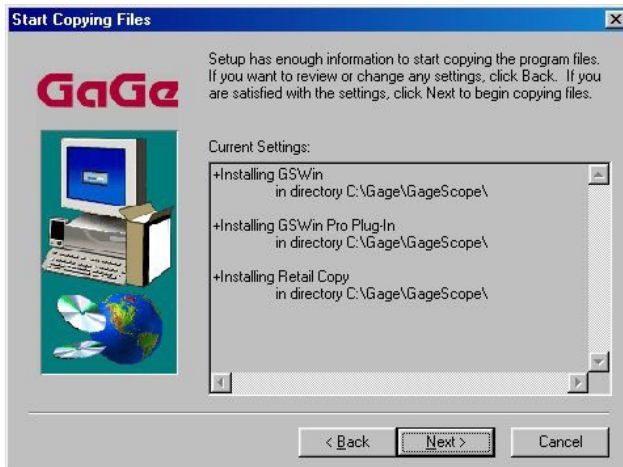 Start Copying Files
GaGe
Setup has enough information to start copying the program files.
If you want to review or change any settings, click Back. If you
are satisfied with the settings, click Next to begin copying files.
Current Settings:
+Installing GSWin
in directory C:\Gage\GageScope\
+Installing GSWin Pro Plug-In
in directory C:\Gage\GageScope\
+Installing Retail Copy
in directory C:\Gage\GageScope\
< Back
Next >
Cancel